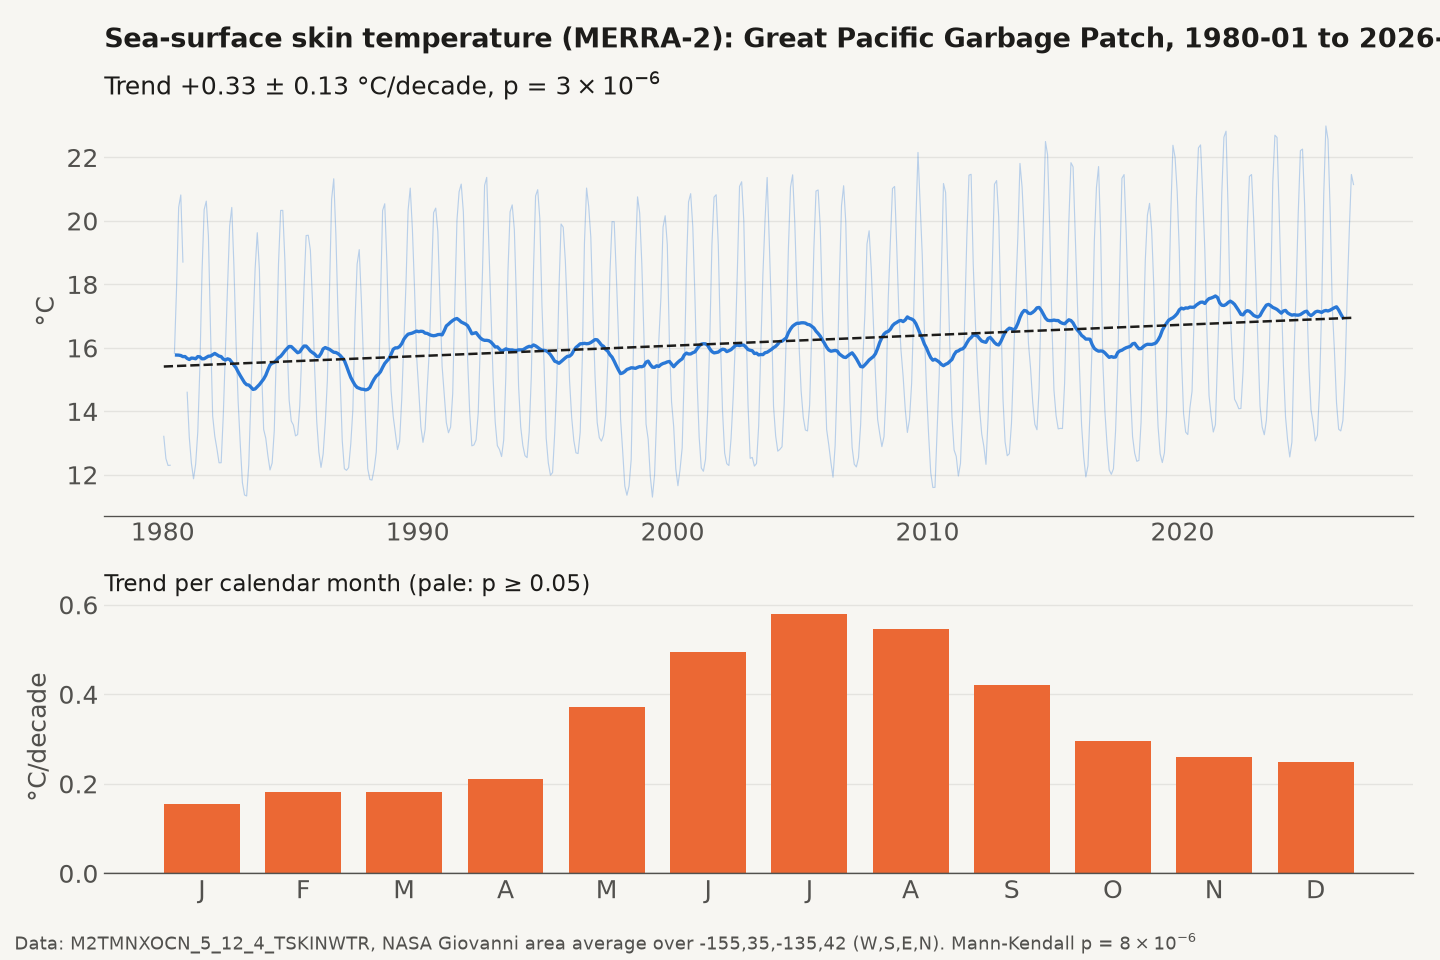 Sea-surface skin temperature (MERRA-2): Great Pacific Garbage Patch, 1980-01 to 2026-
Trend +0.33 ± 0.13 °C/decade, p = 3 × 10⁻⁶
22
20
18
16
14
12
°C
1980 1990 2000 2010 2020
Trend per calendar month (pale: p ≥ 0.05)
0.6
0.4
0.2
0.0
°C/decade
J F M A M J J A S O N D
Data: M2TMNXOCN_5_12_4_TSKINWTR, NASA Giovanni area average over -155,35,-135,42 (W,S,E,N). Mann-Kendall p = 8 × 10⁻⁶